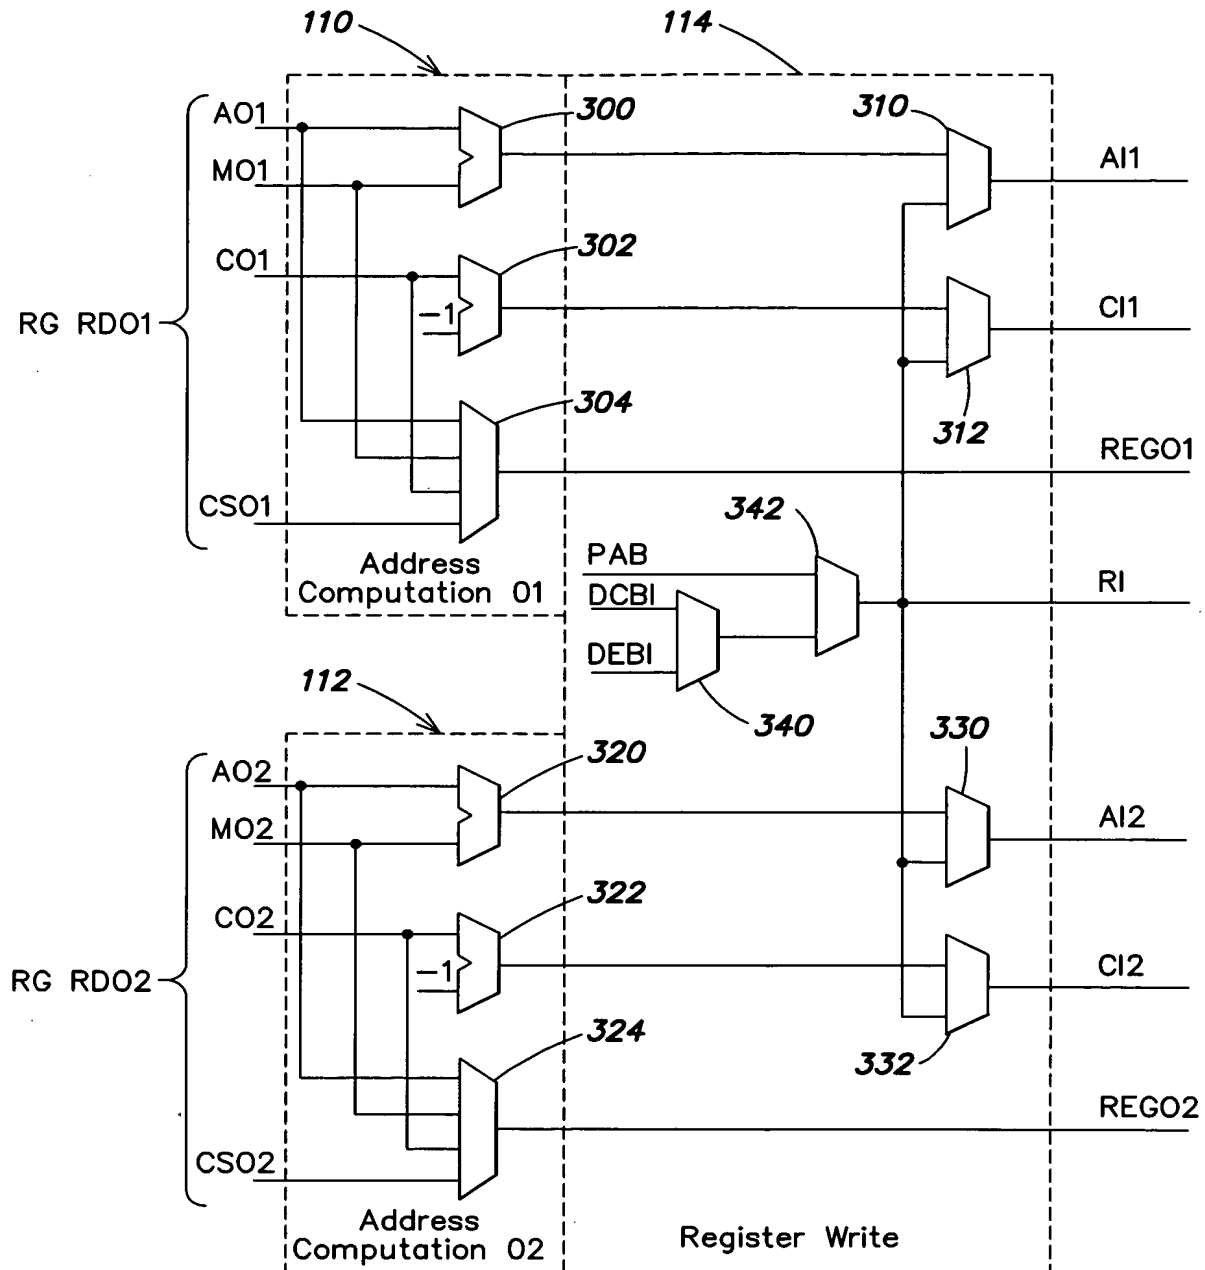 110
114
AO1
300
310
AI1
MO1
302
CO1
CI1
-1
RG RDO1
304
312
REGO1
CSO1
342
PAB
Address
Computation 01
DCBI
RI
DEBI
112
340
330
AO2
320
MO2
AI2
322
CO2
-1
CI2
RG RDO2
324
332
REGO2
CSO2
Address
Computation 02
Register Write